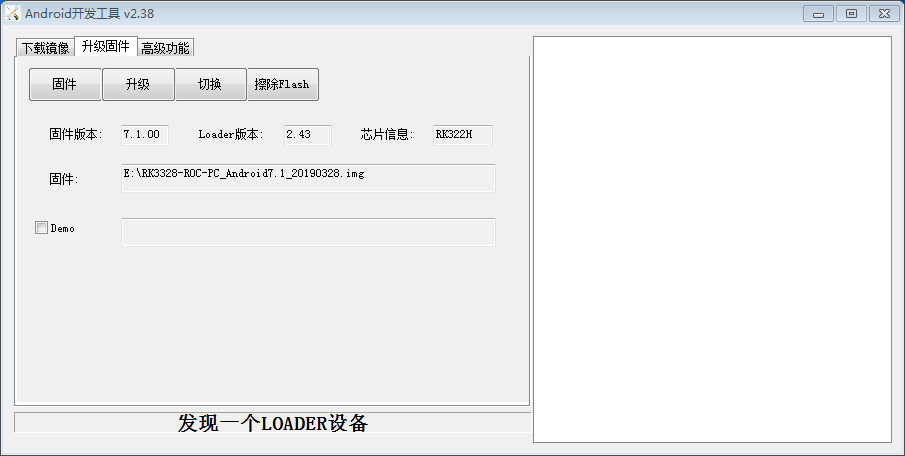 Android开发工具 v2.38
下载镜像 升级固件 高级功能
固件 升级 切换 擦除Flash
固件版本: 7.1.00 Loader版本: 2.43 芯片信息: RK322H
固件: E:\RK3328-ROC-PC_Android7.1_20190328.img
Demo
发现一个LOADER设备